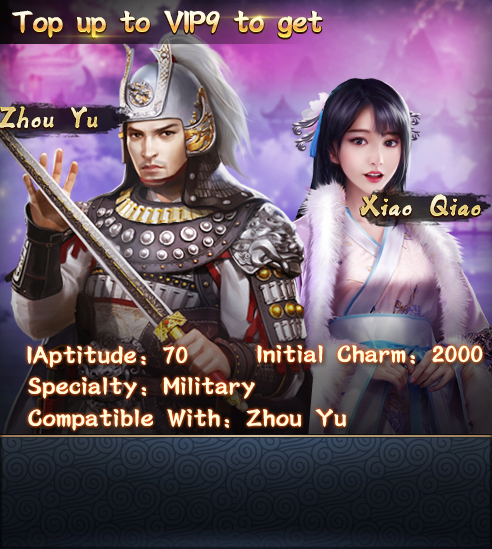 Top up to VIP9 to get
Zhou Yu
Xiao Qiao
IAptitude：70 Initial Charm：2000
Specialty：Military
Compatible With：Zhou Yu